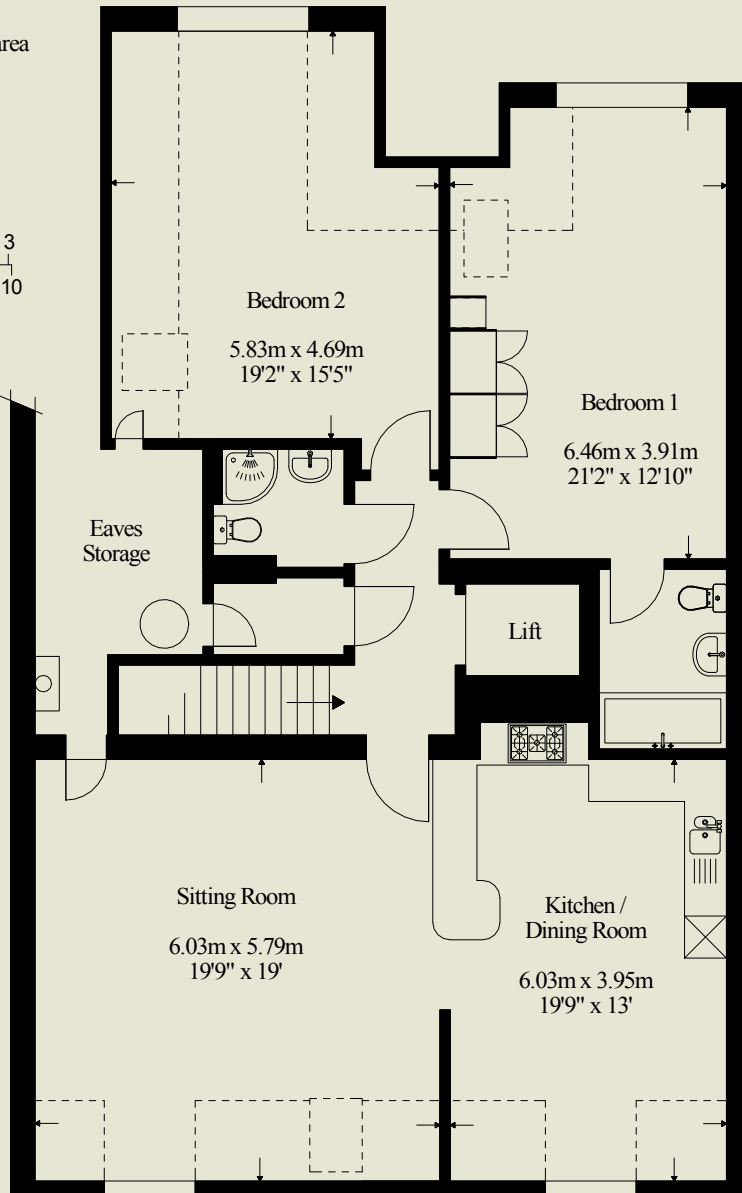 area
3
10
Bedroom 2
5.83m x 4.69m
19'2" x 15'5"
Bedroom 1
6.46m x 3.91m
21'2" x 12'10"
Eaves
Storage
Lift
Sitting Room
6.03m x 5.79m
19'9" x 19'
Kitchen /
Dining Room
6.03m x 3.95m
19'9" x 13'